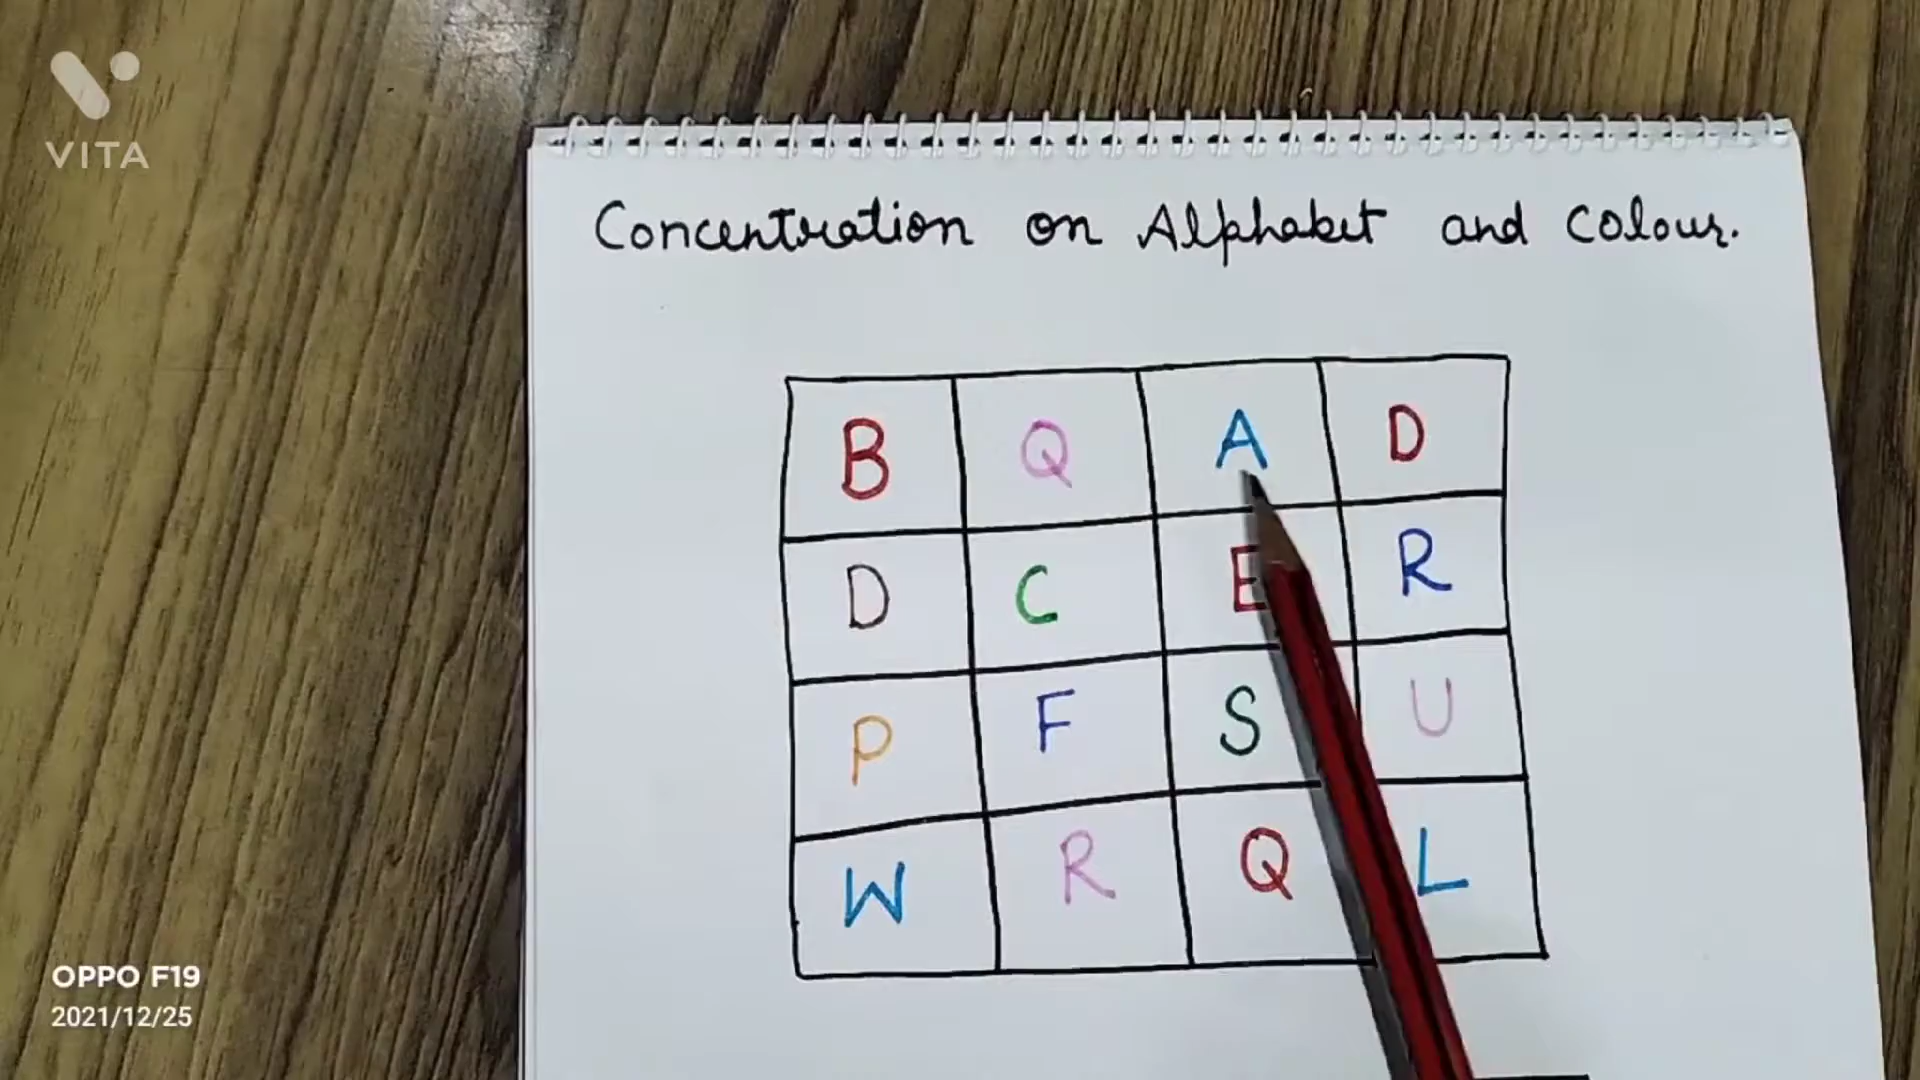 VITA
Concentration on Alphabet and Colour.
B Q A D
D C E R
P F S U
W R Q L
OPPO F19
2021/12/25